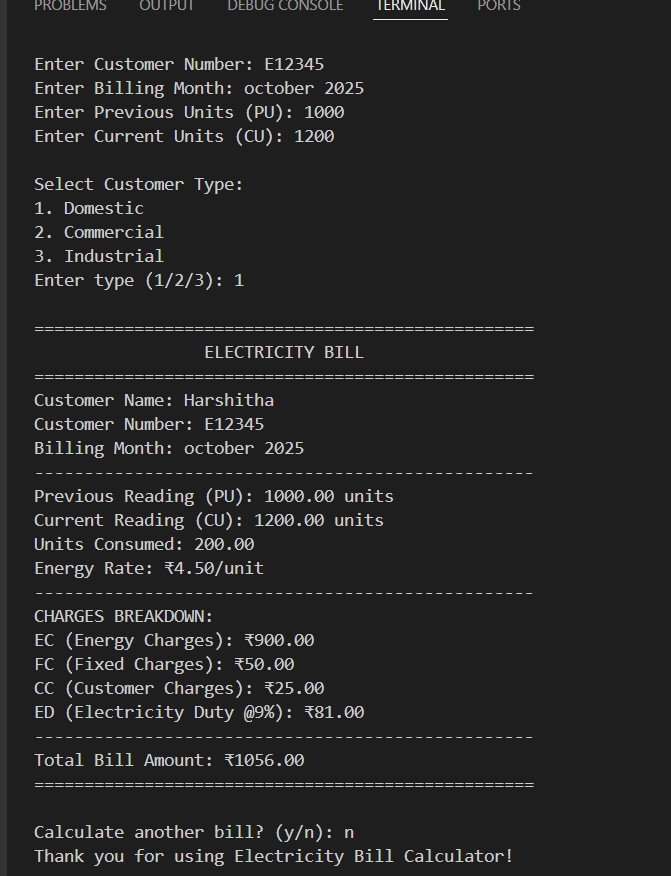 PROBLEMS OUTPUT DEBUG CONSOLE TERMINAL PORTS
Enter Customer Number: E12345
Enter Billing Month: october 2025
Enter Previous Units (PU): 1000
Enter Current Units (CU): 1200
Select Customer Type:
1. Domestic
2. Commercial
3. Industrial
Enter type (1/2/3): 1
==================================================
ELECTRICITY BILL
==================================================
Customer Name: Harshitha
Customer Number: E12345
Billing Month: october 2025
--------------------------------------------------
Previous Reading (PU): 1000.00 units
Current Reading (CU): 1200.00 units
Units Consumed: 200.00
Energy Rate: ₹4.50/unit
--------------------------------------------------
CHARGES BREAKDOWN:
EC (Energy Charges): ₹900.00
FC (Fixed Charges): ₹50.00
CC (Customer Charges): ₹25.00
ED (Electricity Duty @9%): ₹81.00
--------------------------------------------------
Total Bill Amount: ₹1056.00
==================================================
Calculate another bill? (y/n): n
Thank you for using Electricity Bill Calculator!